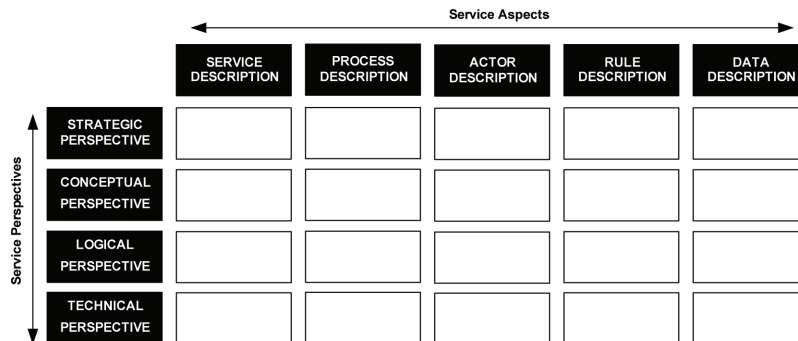 Service Aspects
SERVICE
DESCRIPTION
PROCESS
DESCRIPTION
ACTOR
DESCRIPTION
RULE
DESCRIPTION
DATA
DESCRIPTION
Service Perspectives
STRATEGIC
PERSPECTIVE
CONCEPTUAL
PERSPECTIVE
LOGICAL
PERSPECTIVE
TECHNICAL
PERSPECTIVE